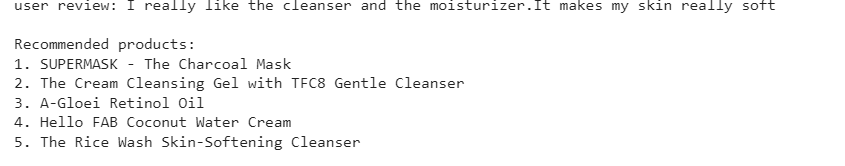 user review: I really like the cleanser and the moisturizer.It makes my skin really soft
Recommended products:
1. SUPERMASK - The Charcoal Mask
2. The Cream Cleansing Gel with TFC8 Gentle Cleanser
3. A-Gloei Retinol Oil
4. Hello FAB Coconut Water Cream
5. The Rice Wash Skin-Softening Cleanser